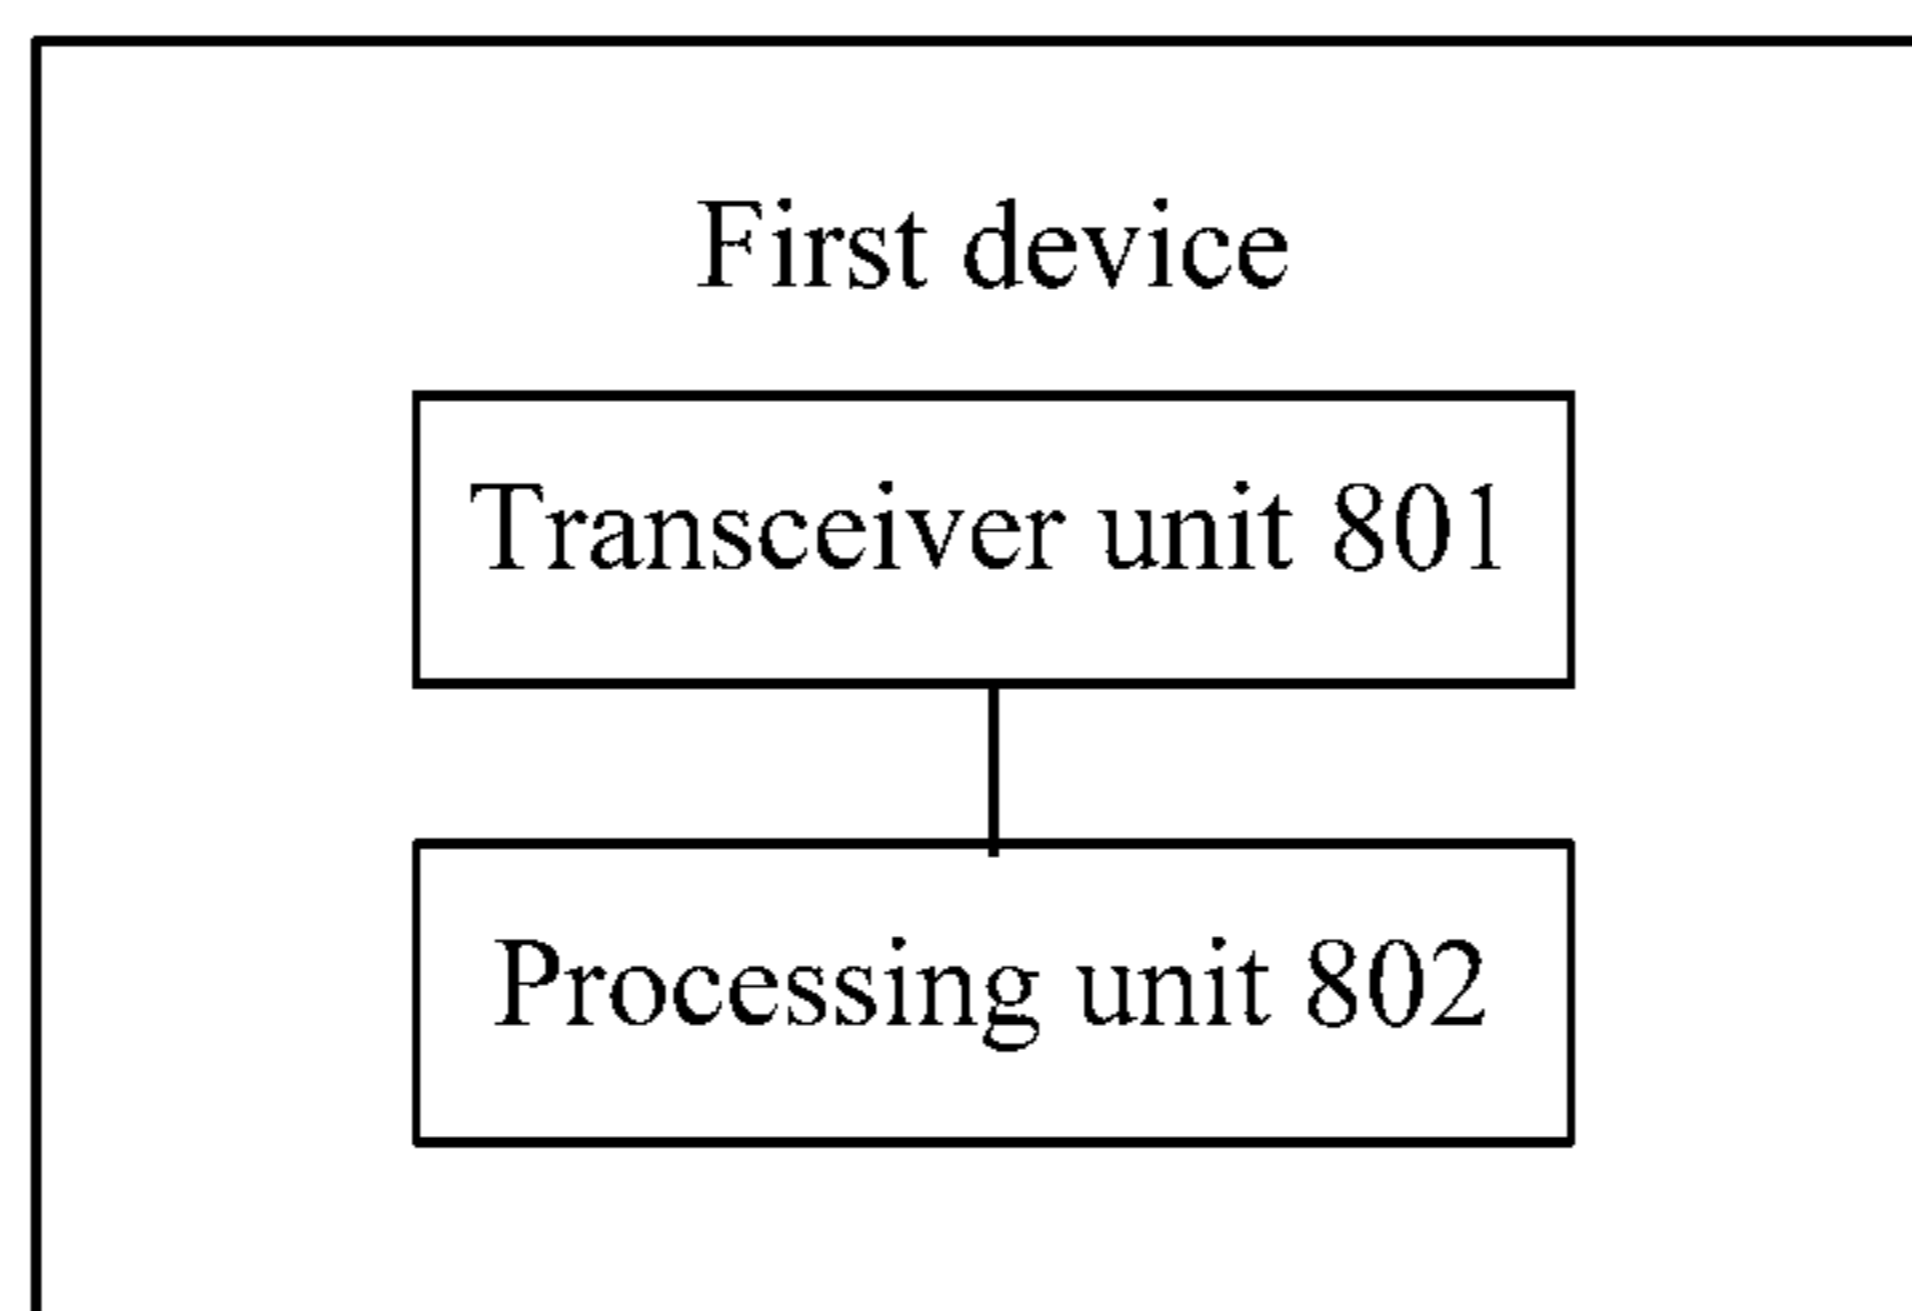 First device
Transceiver unit 801
Processing unit 802